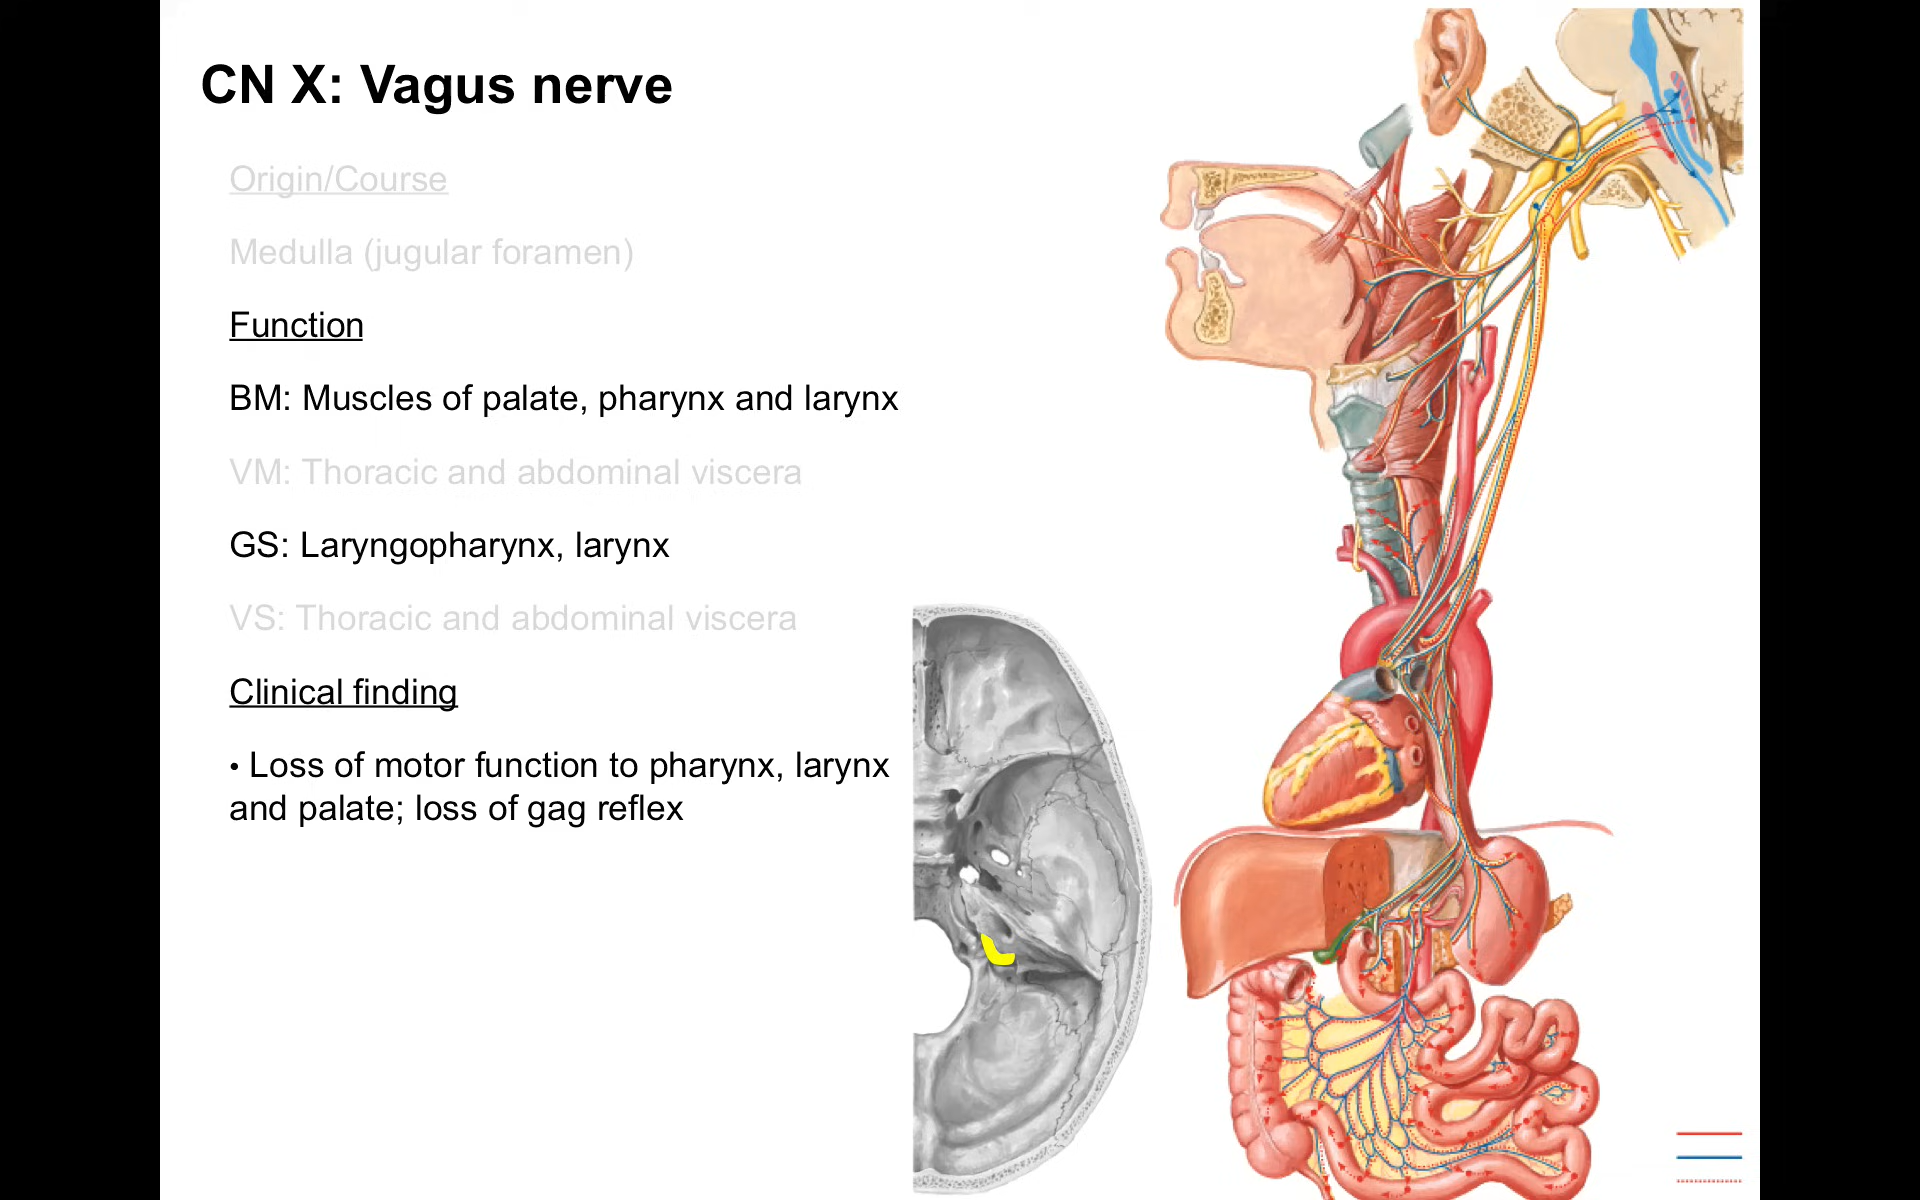 CN X: Vagus nerve
Origin/Course
Medulla (jugular foramen)
Function
BM: Muscles of palate, pharynx and larynx
VM: Thoracic and abdominal viscera
GS: Laryngopharynx, larynx
VS: Thoracic and abdominal viscera
Clinical finding
• Loss of motor function to pharynx, larynx
and palate; loss of gag reflex